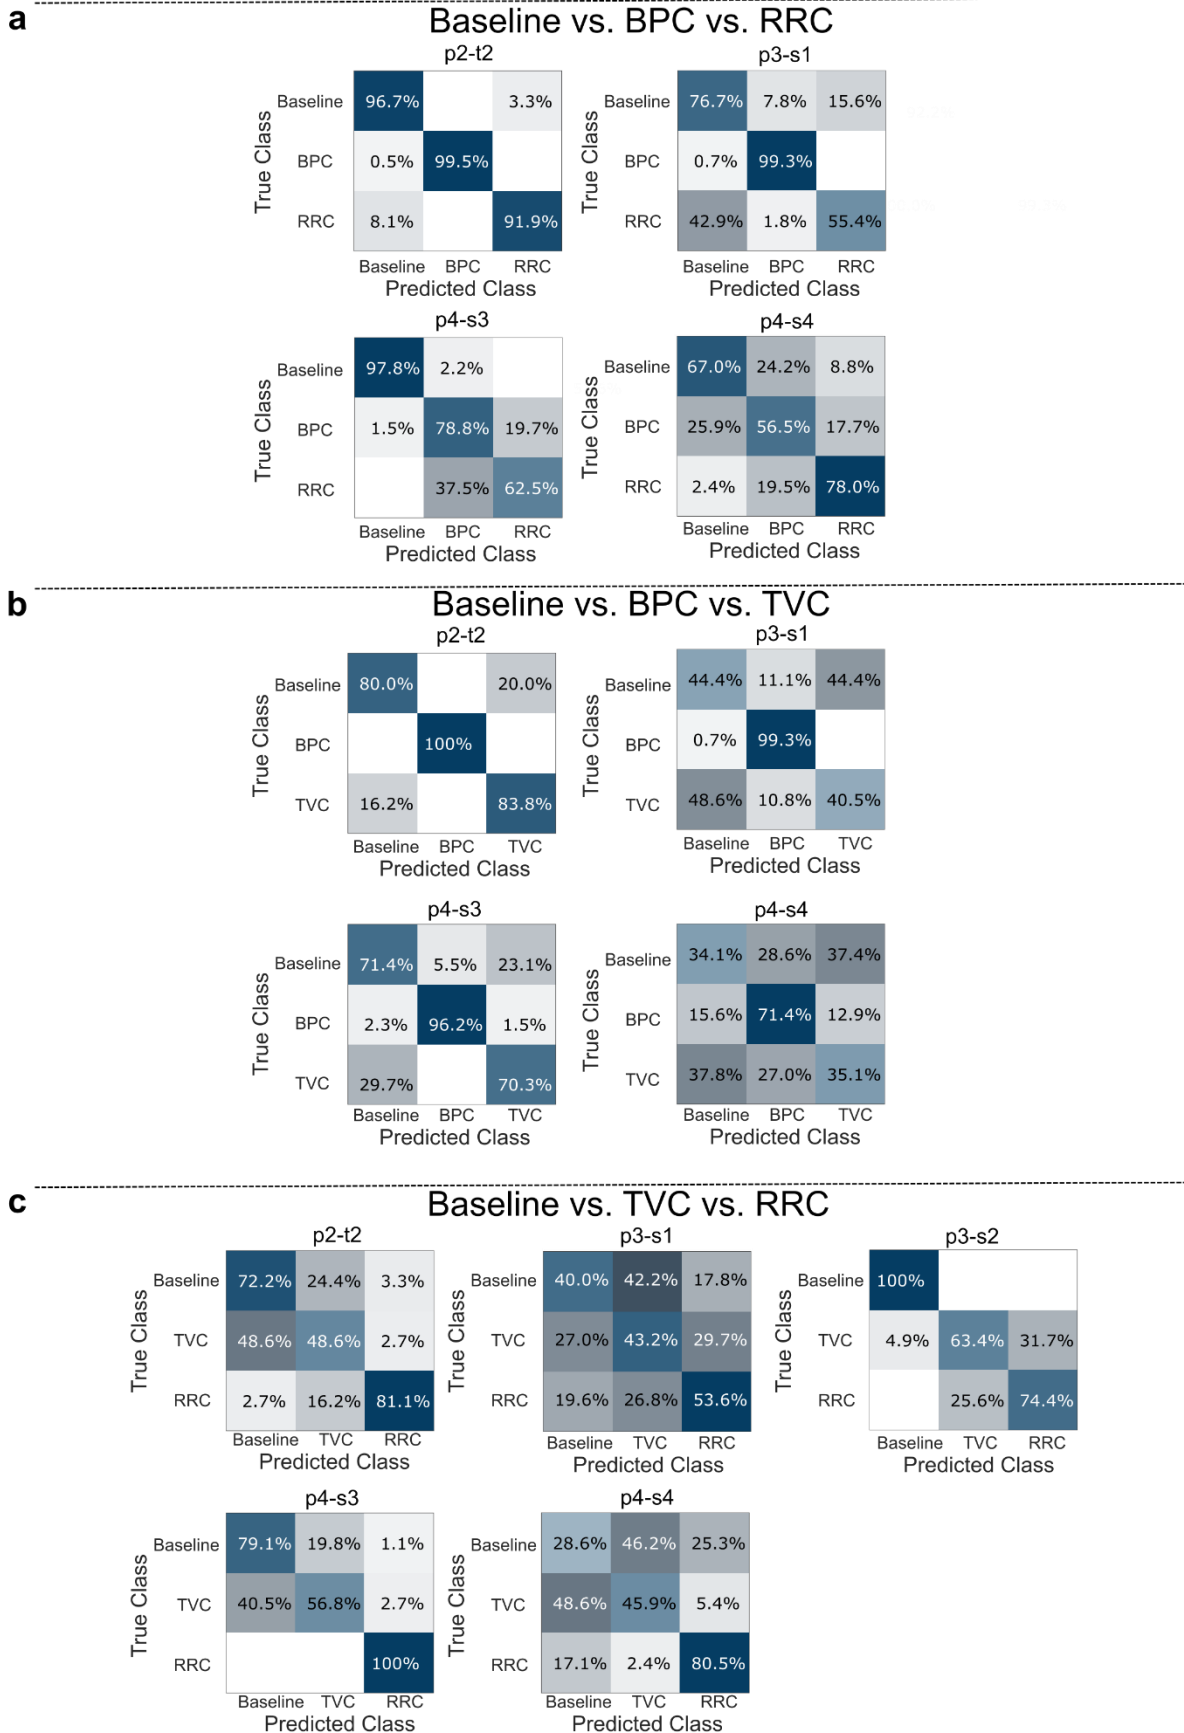 a
Baseline vs. BPC vs. RRC
p2-t2
True Class
Baseline 96.7% 3.3%
BPC 0.5% 99.5%
RRC 8.1% 91.9%
Baseline BPC RRC
Predicted Class
p3-s1
True Class
Baseline 76.7% 7.8% 15.6%
BPC 0.7% 99.3%
RRC 42.9% 1.8% 55.4%
Baseline BPC RRC
Predicted Class
p4-s3
True Class
Baseline 97.8% 2.2%
BPC 1.5% 78.8% 19.7%
RRC 37.5% 62.5%
Baseline BPC RRC
Predicted Class
p4-s4
True Class
Baseline 67.0% 24.2% 8.8%
BPC 25.9% 56.5% 17.7%
RRC 2.4% 19.5% 78.0%
Baseline BPC RRC
Predicted Class
b
Baseline vs. BPC vs. TVC
p2-t2
True Class
Baseline 80.0% 20.0%
BPC 100%
TVC 16.2% 83.8%
Baseline BPC TVC
Predicted Class
p3-s1
True Class
Baseline 44.4% 11.1% 44.4%
BPC 0.7% 99.3%
TVC 48.6% 10.8% 40.5%
Baseline BPC TVC
Predicted Class
p4-s3
True Class
Baseline 71.4% 5.5% 23.1%
BPC 2.3% 96.2% 1.5%
TVC 29.7% 70.3%
Baseline BPC TVC
Predicted Class
p4-s4
True Class
Baseline 34.1% 28.6% 37.4%
BPC 15.6% 71.4% 12.9%
TVC 37.8% 27.0% 35.1%
Baseline BPC TVC
Predicted Class
c
Baseline vs. TVC vs. RRC
p2-t2
True Class
Baseline 72.2% 24.4% 3.3%
TVC 48.6% 48.6% 2.7%
RRC 2.7% 16.2% 81.1%
Baseline TVC RRC
Predicted Class
p3-s1
True Class
Baseline 40.0% 42.2% 17.8%
TVC 27.0% 43.2% 29.7%
RRC 19.6% 26.8% 53.6%
Baseline TVC RRC
Predicted Class
p3-s2
True Class
Baseline 100%
TVC 4.9% 63.4% 31.7%
RRC 25.6% 74.4%
Baseline TVC RRC
Predicted Class
p4-s3
True Class
Baseline 79.1% 19.8% 1.1%
TVC 40.5% 56.8% 2.7%
RRC 100%
Baseline TVC RRC
Predicted Class
p4-s4
True Class
Baseline 28.6% 46.2% 25.3%
TVC 48.6% 45.9% 5.4%
RRC 17.1% 2.4% 80.5%
Baseline TVC RRC
Predicted Class